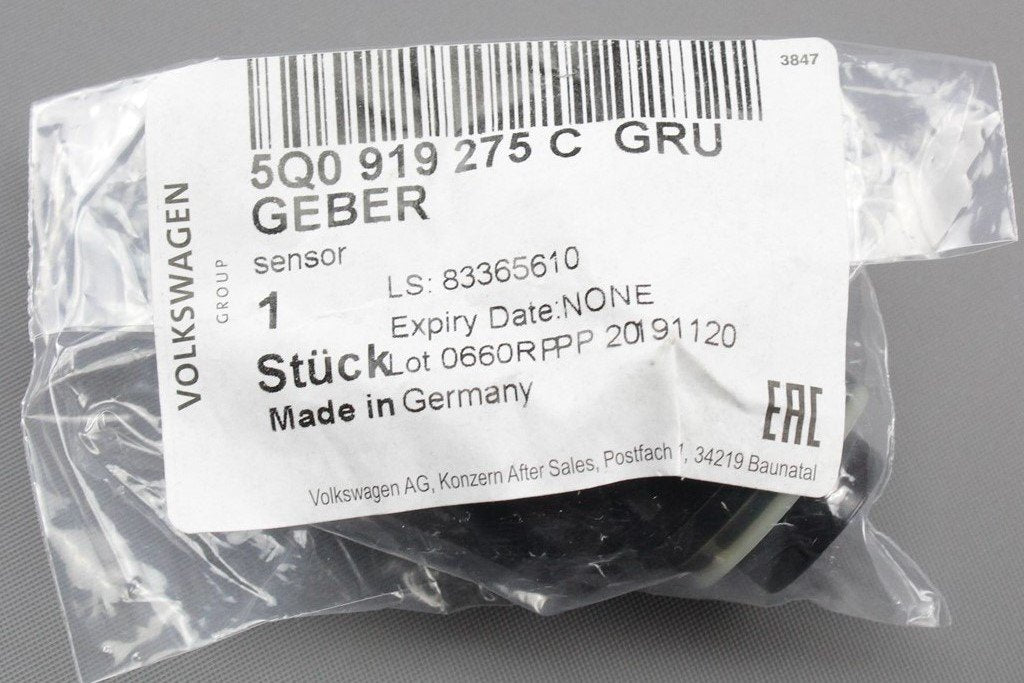 3847
5Q0 919 275 C GRU
GEBER
sensor
1
LS: 83365610
Expiry Date:NONE
Stück
Lot 0660RPPP 20191120
Made in Germany
VOLKSWAGEN
GROUP
EAC
Volkswagen AG, Konzern After Sales, Postfach 1, 34219 Baunatal